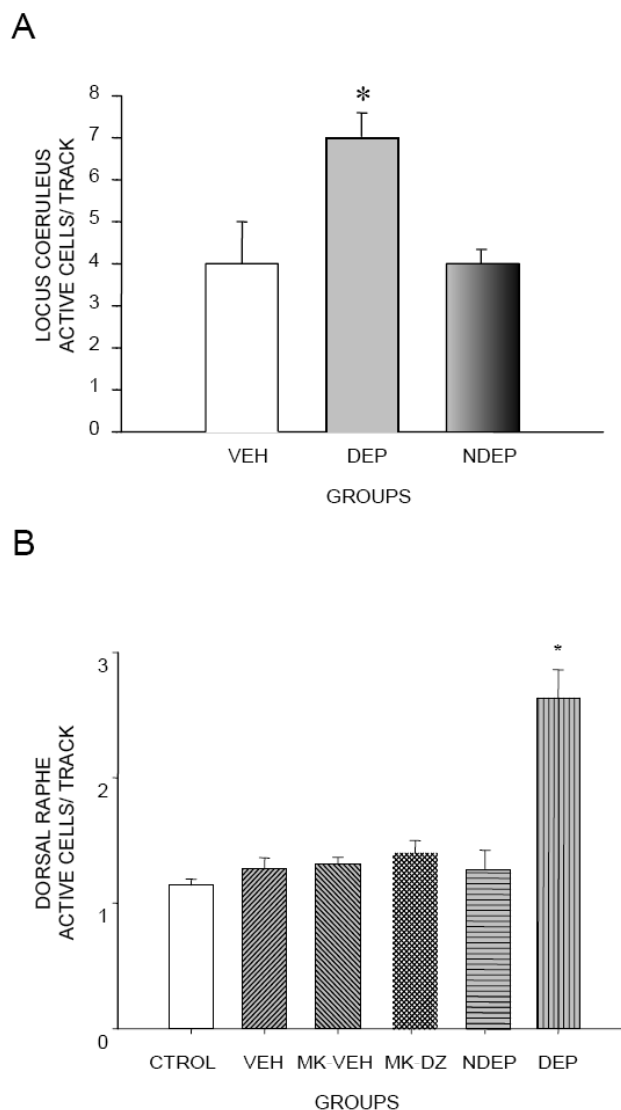 A
LOCUS COERULEUS
ACTIVE CELLS/ TRACK
8
7
6
5
4
3
2
1
0
*
VEH DEP NDEP
GROUPS
B
DORSAL RAPHE
ACTIVE CELLS/ TRACK
3
2
1
0
*
CTROL VEH MK-VEH MK-DZ NDEP DEP
GROUPS